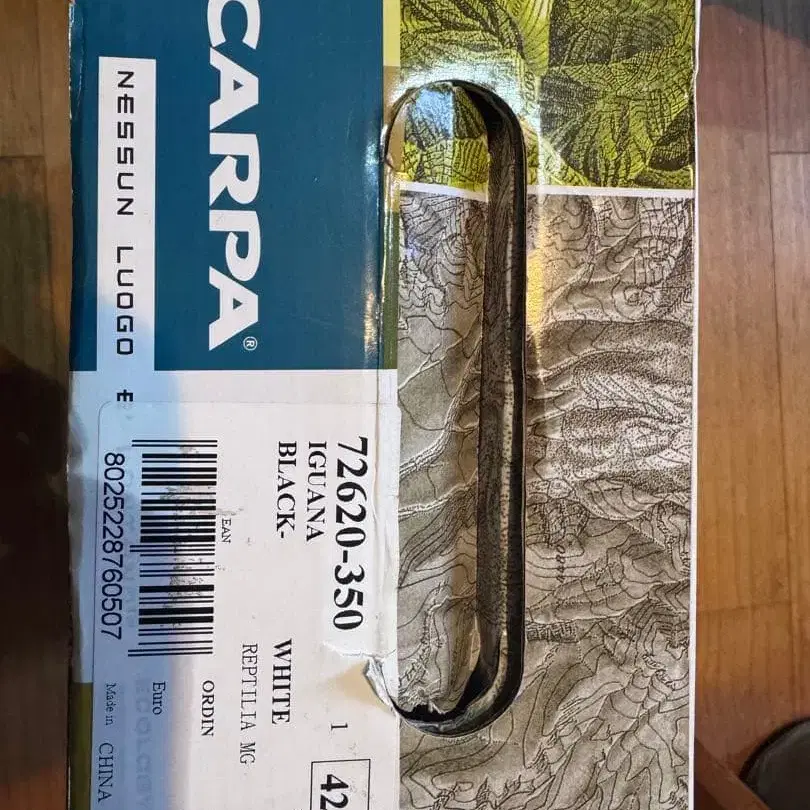 CARPA®
NESSUN LUOGO È
72620-350
IGUANA
BLACK-
WHITE
REPTILIA MG
1
42
EAN
8025228760507
ORDIN
Euro
Made in CHINA